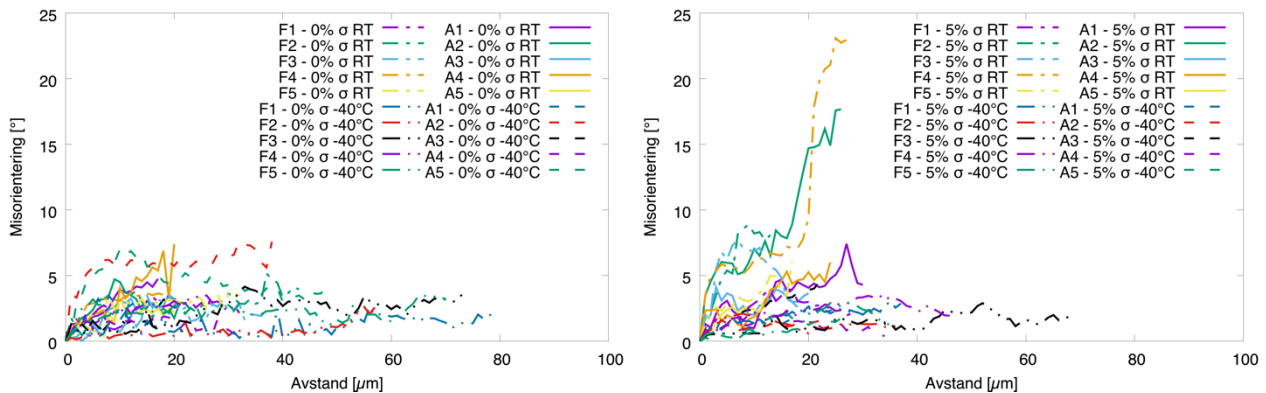 25
20
15
10
5
0
Misorientering [°]
F1 - 0% σ RT A1 - 0% σ RT
F2 - 0% σ RT A2 - 0% σ RT
F3 - 0% σ RT A3 - 0% σ RT
F4 - 0% σ RT A4 - 0% σ RT
F5 - 0% σ RT A5 - 0% σ RT
F1 - 0% σ -40°C A1 - 0% σ -40°C
F2 - 0% σ -40°C A2 - 0% σ -40°C
F3 - 0% σ -40°C A3 - 0% σ -40°C
F4 - 0% σ -40°C A4 - 0% σ -40°C
F5 - 0% σ -40°C A5 - 0% σ -40°C
0 20 40 60 80 100
Avstand [µm]
25
20
15
10
5
0
Misorientering [°]
F1 - 5% σ RT A1 - 5% σ RT
F2 - 5% σ RT A2 - 5% σ RT
F3 - 5% σ RT A3 - 5% σ RT
F4 - 5% σ RT A4 - 5% σ RT
F5 - 5% σ RT A5 - 5% σ RT
F1 - 5% σ -40°C A1 - 5% σ -40°C
F2 - 5% σ -40°C A2 - 5% σ -40°C
F3 - 5% σ -40°C A3 - 5% σ -40°C
F4 - 5% σ -40°C A4 - 5% σ -40°C
F5 - 5% σ -40°C A5 - 5% σ -40°C
0 20 40 60 80 100
Avstand [µm]